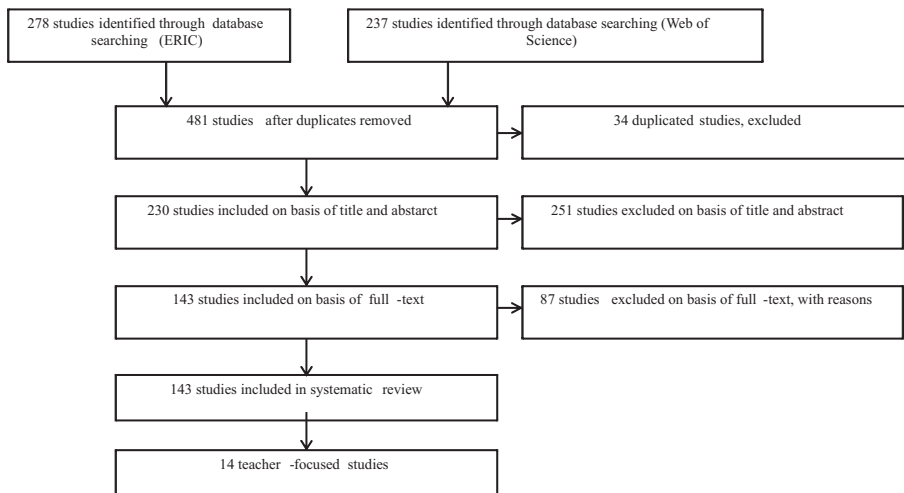 278 studies identified through database
searching (ERIC)
237 studies identified through database searching (Web of
Science)
481 studies after duplicates removed
34 duplicated studies, excluded
230 studies included on basis of title and abstarct
251 studies excluded on basis of title and abstract
143 studies included on basis of full -text
87 studies excluded on basis of full -text, with reasons
143 studies included in systematic review
14 teacher -focused studies